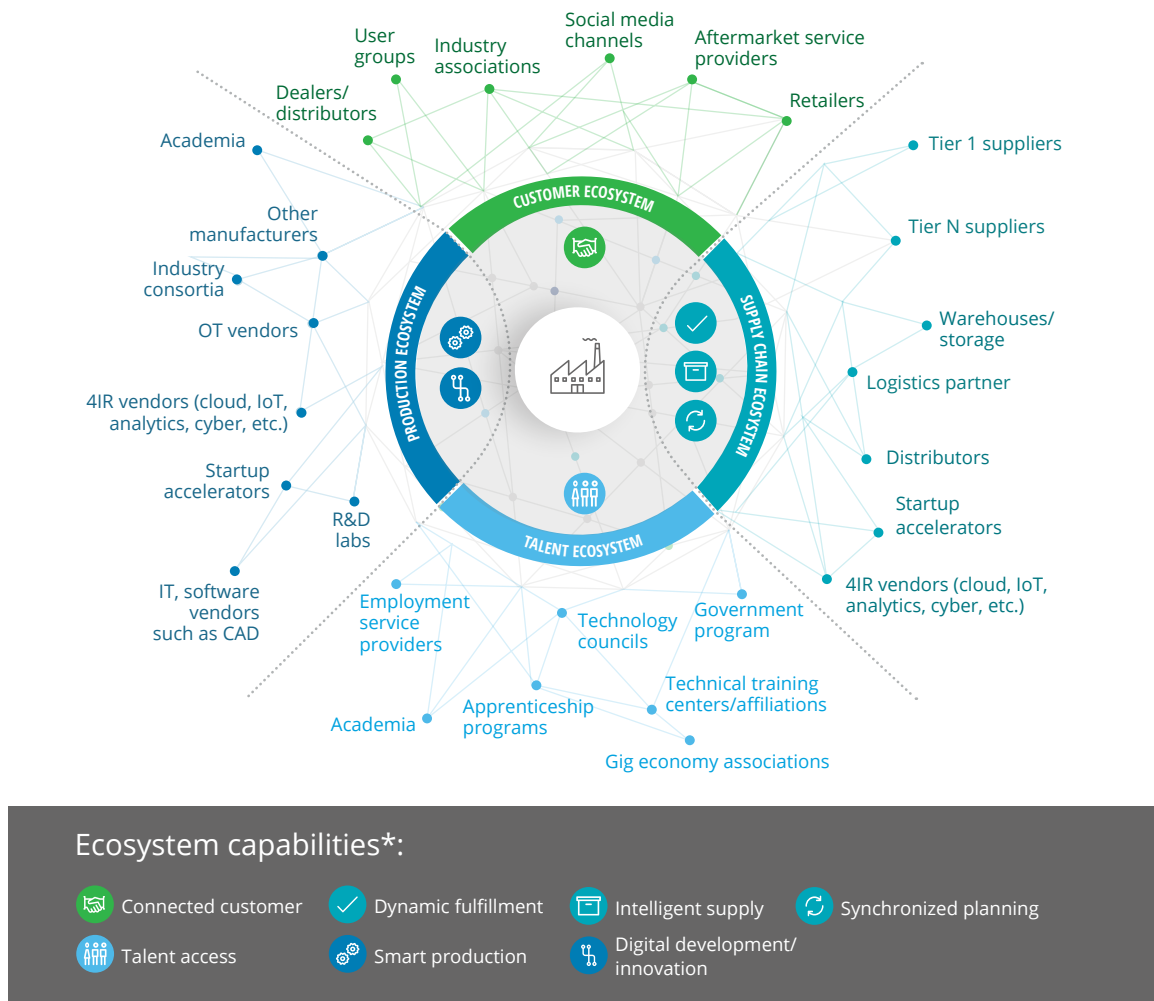 Social media
channels
User
groups
Industry
associations
Aftermarket service
providers
Dealers/
distributors
Retailers
Academia
Tier 1 suppliers
Other
manufacturers
Tier N suppliers
Industry
consortia
OT vendors
Warehouses/
storage
Logistics partner
4IR vendors (cloud, IoT,
analytics, cyber, etc.)
Startup
accelerators
Distributors
R&D
labs
Startup
accelerators
IT, software
vendors
such as CAD
4IR vendors (cloud, IoT,
analytics, cyber, etc.)
CUSTOMER ECOSYSTEM
PRODUCTION ECOSYSTEM
SUPPLY CHAIN ECOSYSTEM
TALENT ECOSYSTEM
Employment
service
providers
Technology
councils
Government
program
Academia
Apprenticeship
programs
Technical training
centers/affiliations
Gig economy associations
Ecosystem capabilities*:
Connected customer
Dynamic fulfillment
Intelligent supply
Synchronized planning
Talent access
Smart production
Digital development/
innovation